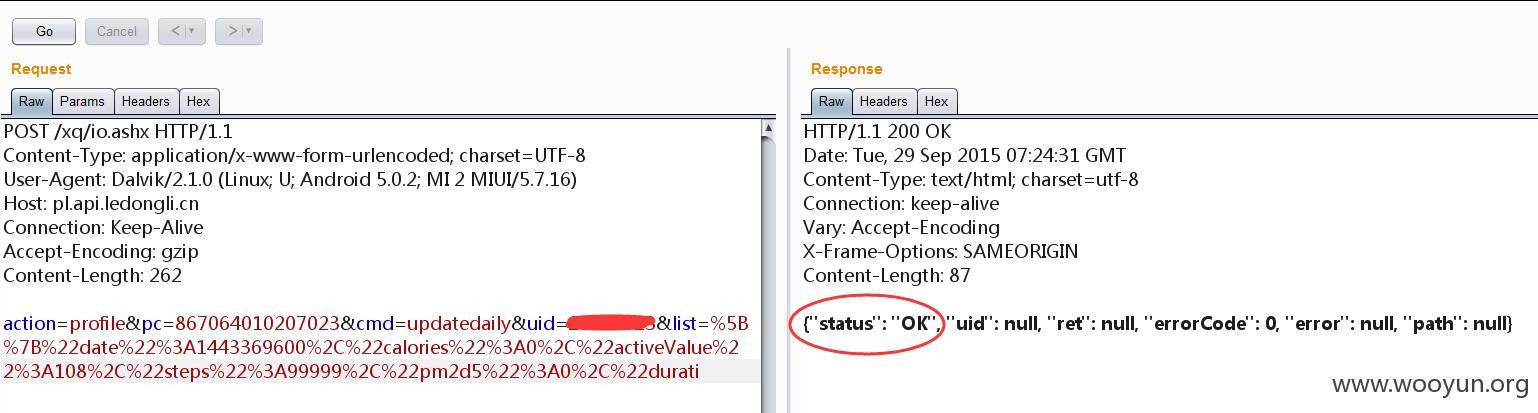 Go Cancel < >
Request
Raw Params Headers Hex
POST /xq/io.ashx HTTP/1.1
Content-Type: application/x-www-form-urlencoded; charset=UTF-8
User-Agent: Dalvik/2.1.0 (Linux; U; Android 5.0.2; MI 2 MIUI/5.7.16)
Host: pl.api.ledongli.cn
Connection: Keep-Alive
Accept-Encoding: gzip
Content-Length: 262
action=profile&pc=867064010207023&cmd=updatedaily&uid= &list=%5B
%7B%22date%22%3A1443369600%2C%22calories%22%3A0%2C%22activeValue%2
2%3A108%2C%22steps%22%3A99999%2C%22pm2d5%22%3A0%2C%22durati
Response
Raw Headers Hex
HTTP/1.1 200 OK
Date: Tue, 29 Sep 2015 07:24:31 GMT
Content-Type: text/html; charset=utf-8
Connection: keep-alive
Vary: Accept-Encoding
X-Frame-Options: SAMEORIGIN
Content-Length: 87
{"status": "OK", "uid": null, "ret": null, "errorCode": 0, "error": null, "path": null}
www.wooyun.org